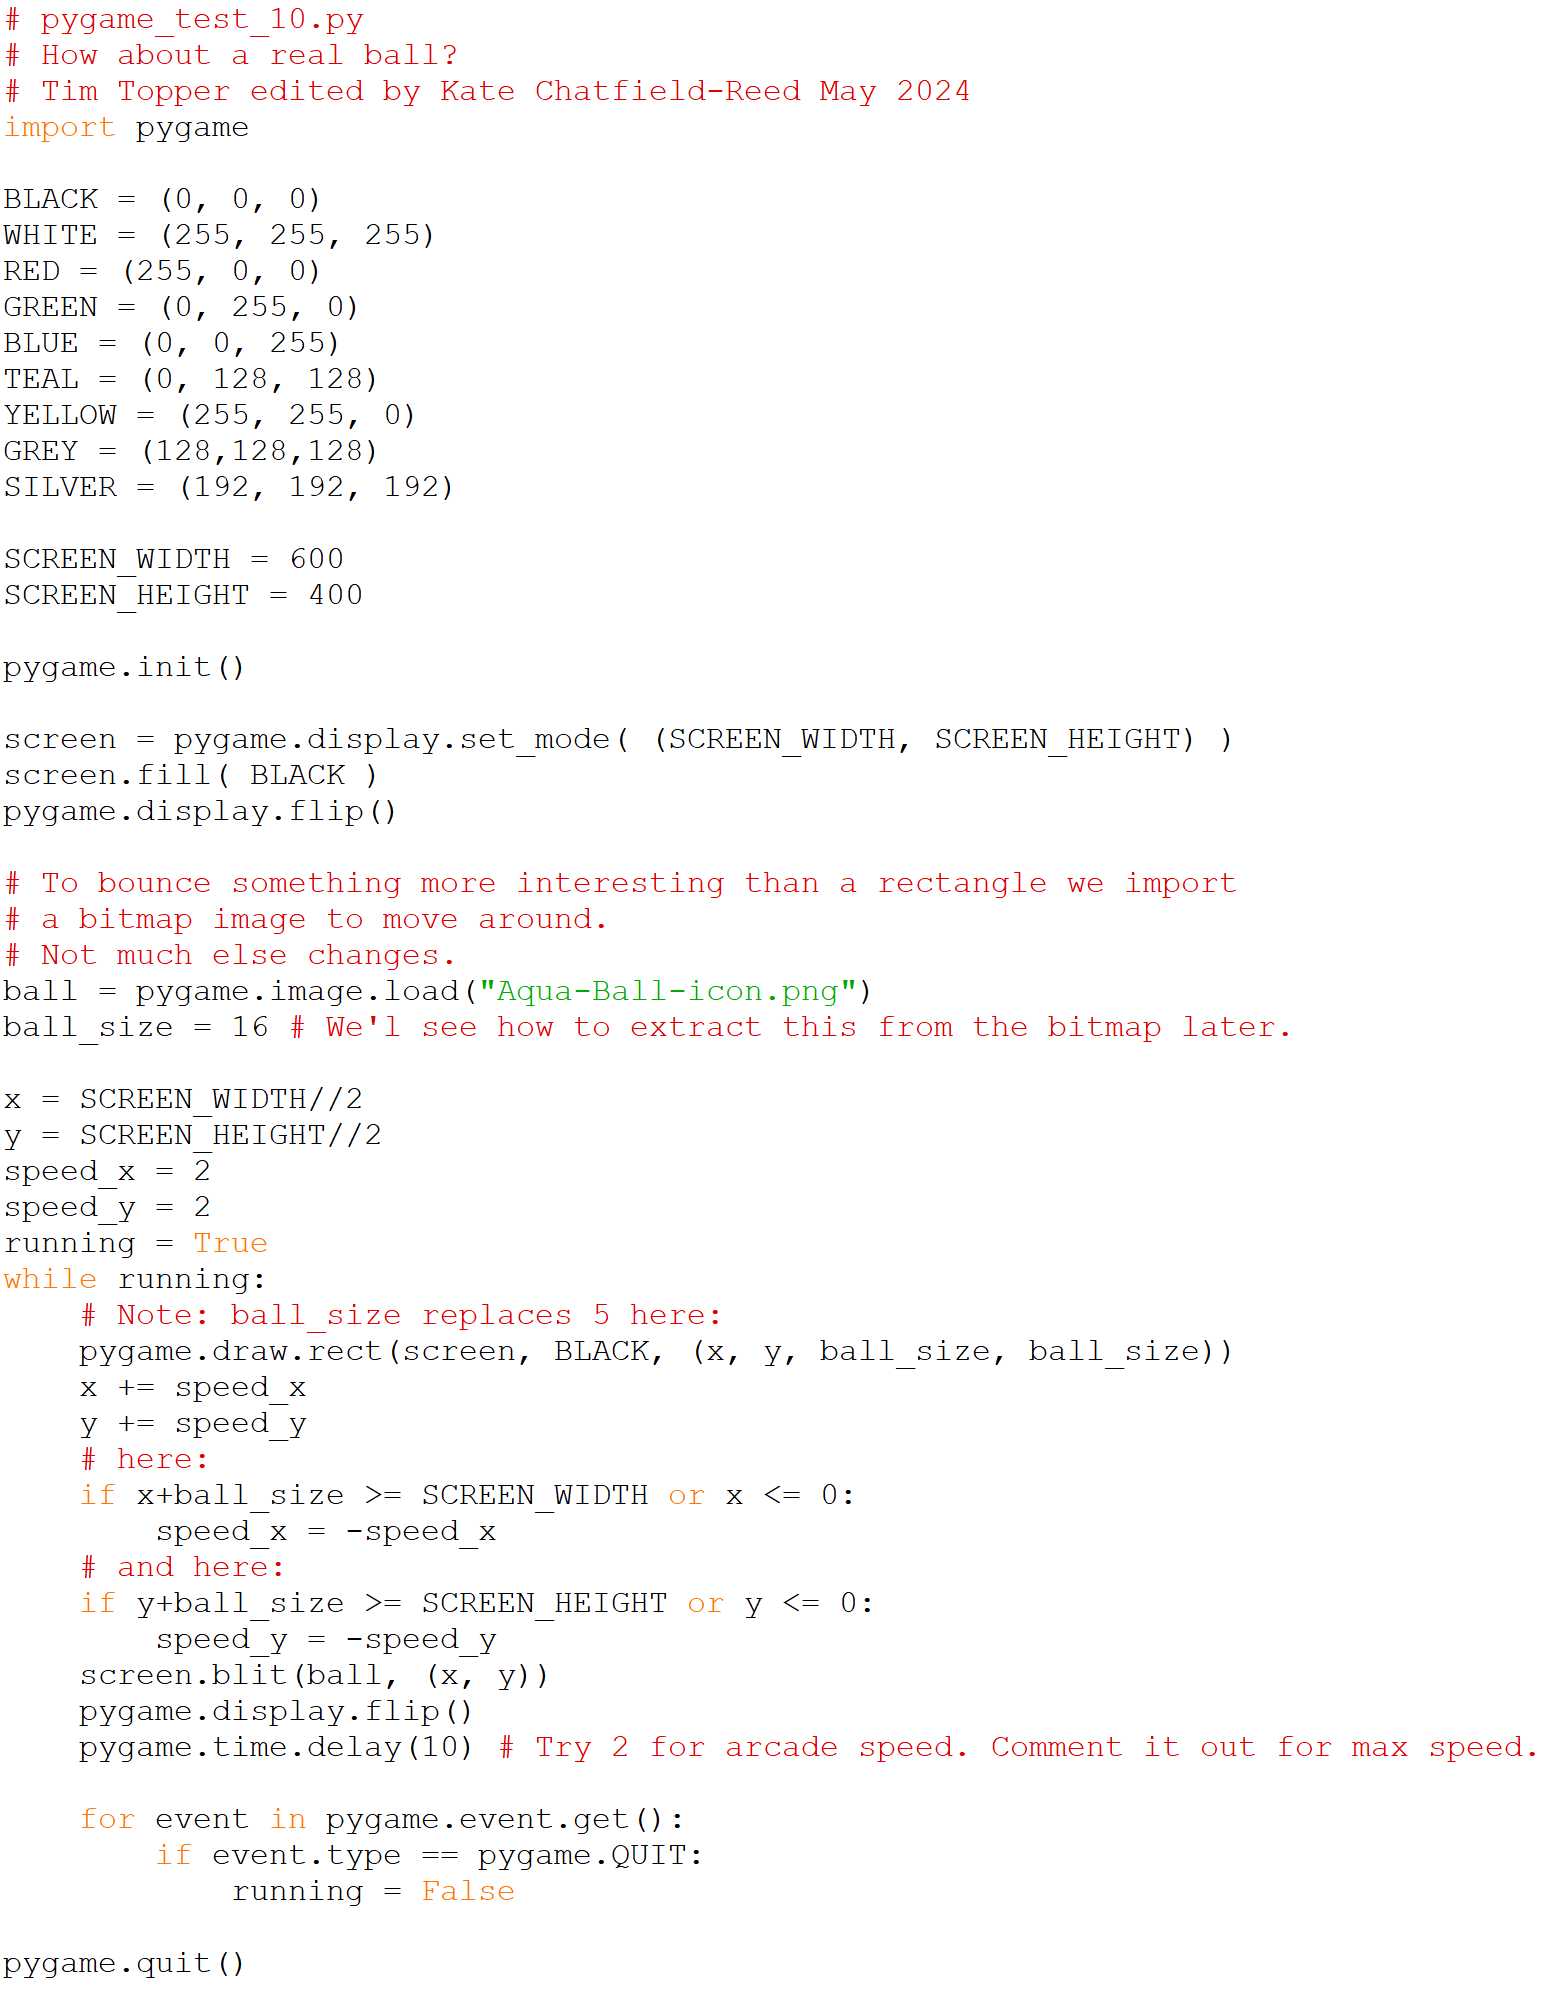 # pygame_test_10.py
# How about a real ball?
# Tim Topper edited by Kate Chatfield-Reed May 2024
import pygame

BLACK = (0, 0, 0)
WHITE = (255, 255, 255)
RED = (255, 0, 0)
GREEN = (0, 255, 0)
BLUE = (0, 0, 255)
TEAL = (0, 128, 128)
YELLOW = (255, 255, 0)
GREY = (128,128,128)
SILVER = (192, 192, 192)

SCREEN_WIDTH = 600
SCREEN_HEIGHT = 400

pygame.init()

screen = pygame.display.set_mode( (SCREEN_WIDTH, SCREEN_HEIGHT) )
screen.fill( BLACK )
pygame.display.flip()

# To bounce something more interesting than a rectangle we import
# a bitmap image to move around.
# Not much else changes.
ball = pygame.image.load("Aqua-Ball-icon.png")
ball_size = 16 # We'l see how to extract this from the bitmap later.

x = SCREEN_WIDTH//2
y = SCREEN_HEIGHT//2
speed_x = 2
speed_y = 2
running = True
while running:
    # Note: ball_size replaces 5 here:
    pygame.draw.rect(screen, BLACK, (x, y, ball_size, ball_size))
    x += speed_x
    y += speed_y
    # here:
    if x+ball_size >= SCREEN_WIDTH or x <= 0:
        speed_x = -speed_x
    # and here:
    if y+ball_size >= SCREEN_HEIGHT or y <= 0:
        speed_y = -speed_y
    screen.blit(ball, (x, y))
    pygame.display.flip()
    pygame.time.delay(10) # Try 2 for arcade speed. Comment it out for max speed.

    for event in pygame.event.get():
        if event.type == pygame.QUIT:
            running = False

pygame.quit()